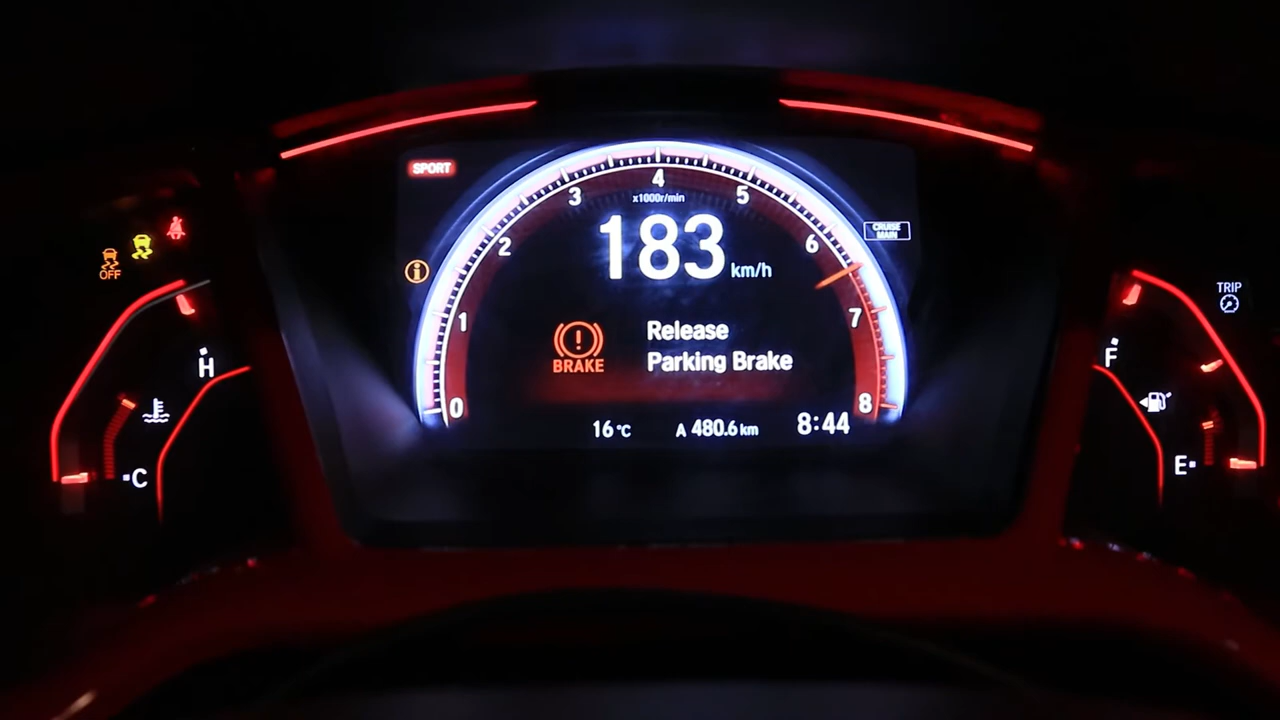 SPORT
4
3
5
x1000r/min
2
183 km/h
6
CRUISE
MAIN
OFF
TRIP
1
7
Release
BRAKE
Parking Brake
H
F
0
8
16 °C
A 480.6 km
8:44
C
E